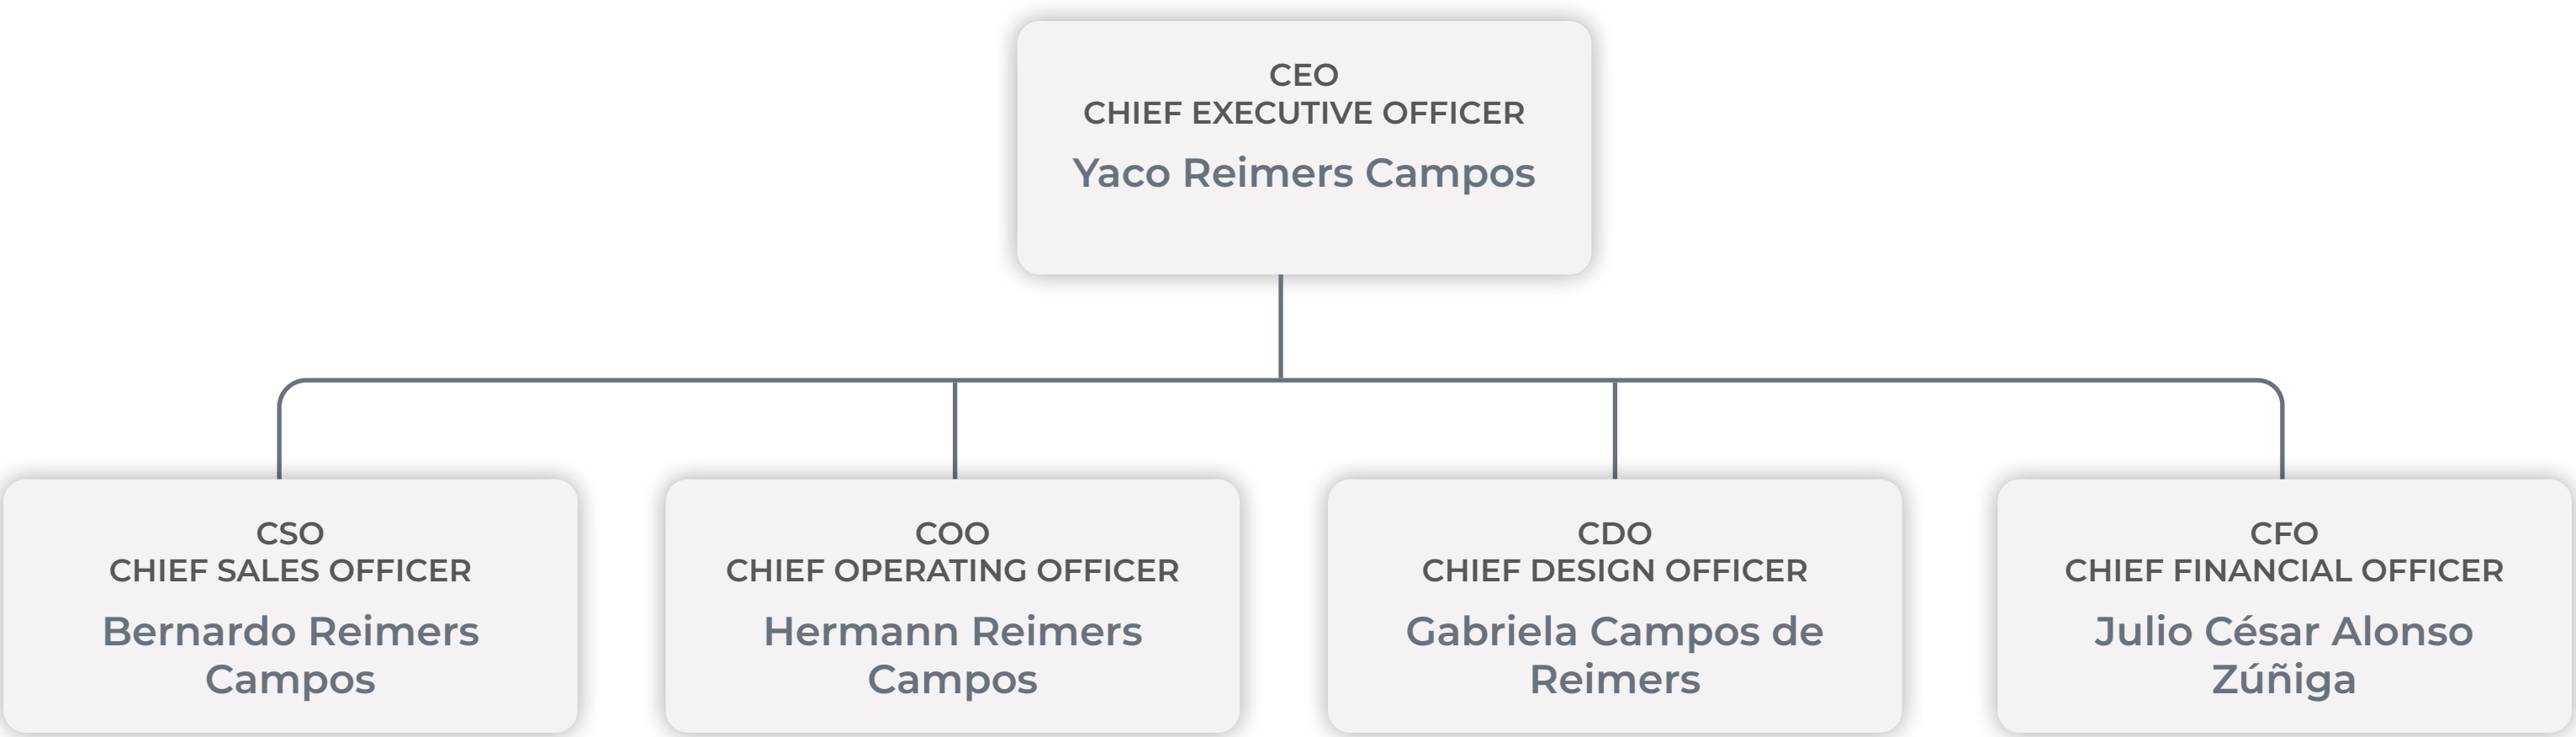 CEO
CHIEF EXECUTIVE OFFICER
Yaco Reimers Campos
CSO
CHIEF SALES OFFICER
Bernardo Reimers
Campos
COO
CHIEF OPERATING OFFICER
Hermann Reimers
Campos
CDO
CHIEF DESIGN OFFICER
Gabriela Campos de
Reimers
CFO
CHIEF FINANCIAL OFFICER
Julio César Alonso
Zúñiga